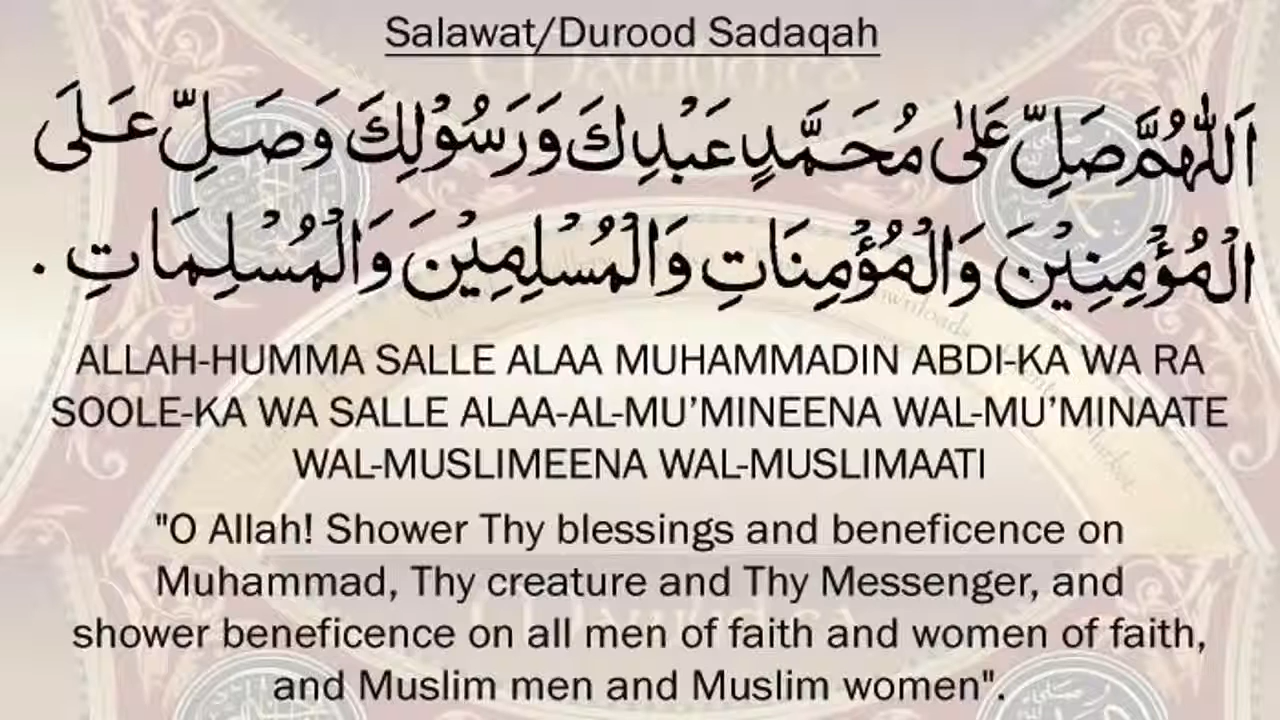 Salawat/Durood Sadaqah
اَللّٰهُمَّ صَلِّ عَلٰى مُحَمَّدٍ عَبْدِكَ وَرَسُوْلِكَ وَصَلِّ عَلَى
الْمُؤْمِنِيْنَ وَالْمُؤْمِنَاتِ وَالْمُسْلِمِيْنَ وَالْمُسْلِمَاتِ .
ALLAH-HUMMA SALLE ALAA MUHAMMADIN ABDI-KA WA RA
SOOLE-KA WA SALLE ALAA-AL-MU’MINEENA WAL-MU’MINAATE
WAL-MUSLIMEENA WAL-MUSLIMAATI
"O Allah! Shower Thy blessings and beneficence on
Muhammad, Thy creature and Thy Messenger, and
shower beneficence on all men of faith and women of faith,
and Muslim men and Muslim women".